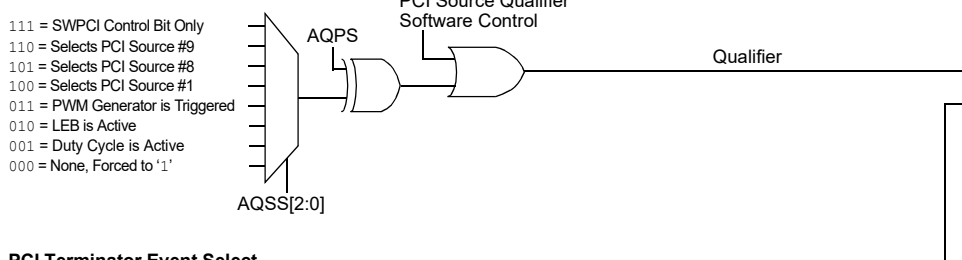 PCI Source Qualifier
Software Control
111 = SWPCI Control Bit Only
110 = Selects PCI Source #9
101 = Selects PCI Source #8
100 = Selects PCI Source #1
011 = PWM Generator is Triggered
010 = LEB is Active
001 = Duty Cycle is Active
000 = None, Forced to ‘1’
AQPS
Qualifier
AQSS[2:0]
PCI Terminator Event Select